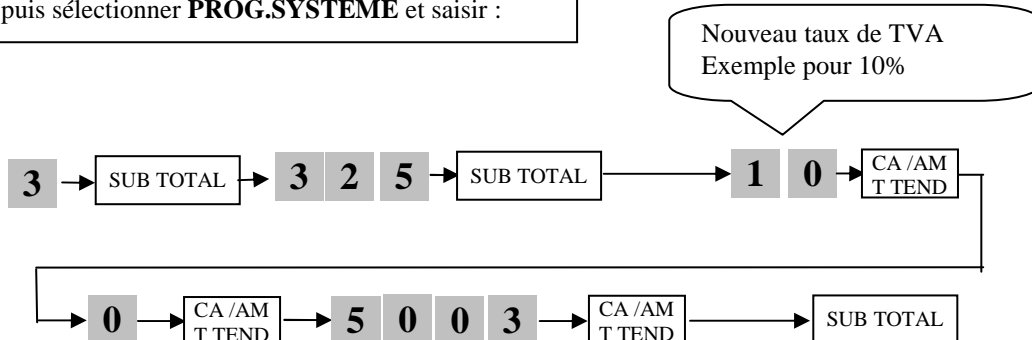 puis sélectionner PROG.SYSTEME et saisir :
Nouveau taux de TVA
Exemple pour 10%
3 SUB TOTAL 3 2 5 SUB TOTAL 1 0 CA /AM
T TEND
0 CA /AM
T TEND 5 0 0 3 CA /AM
T TEND SUB TOTAL